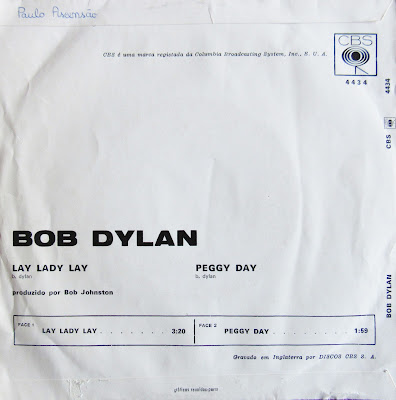 Paulo Ascensão
CBS é uma marca registada da Columbia Broadcasting System, Inc., E. U. A.
CBS
4434
4434
CBS
BOB DYLAN
BOB DYLAN
LAY LADY LAY
b. dylan
PEGGY DAY
b. dylan
produzido por Bob Johnston
FACE 1 LAY LADY LAY . . . . . . . 3:20
FACE 2 PEGGY DAY . . . . . . . . . 1:59
Gravado em Inglaterra por DISCOS CBS S. A.